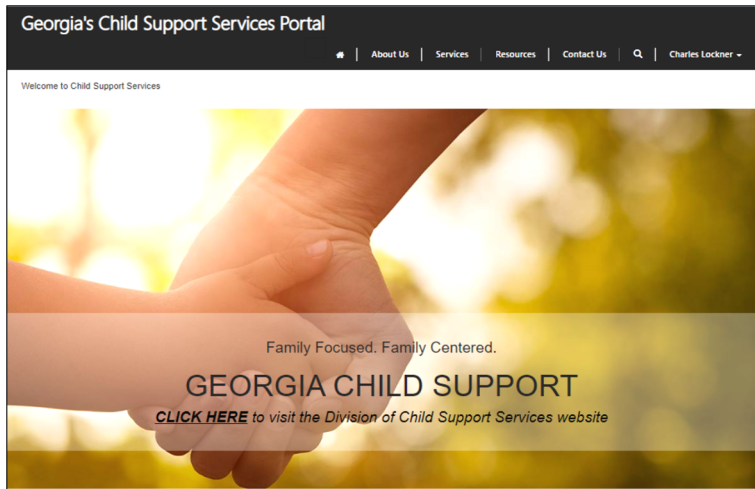 Georgia's Child Support Services Portal
About Us | Services | Resources | Contact Us | Charles Lockner
Welcome to Child Support Services
Family Focused. Family Centered.
GEORGIA CHILD SUPPORT
CLICK HERE to visit the Division of Child Support Services website